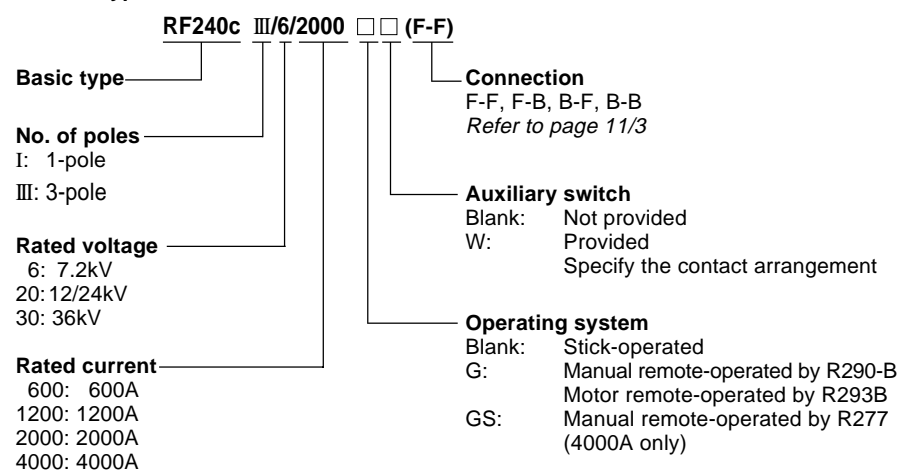 RF240c Ⅲ/6/2000 □ □ (F-F)
Basic type
No. of poles
I: 1-pole
Ⅲ: 3-pole
Rated voltage
6: 7.2kV
20: 12/24kV
30: 36kV
Rated current
600: 600A
1200: 1200A
2000: 2000A
4000: 4000A
Connection
F-F, F-B, B-F, B-B
Refer to page 11/3
Auxiliary switch
Blank: Not provided
W: Provided
Specify the contact arrangement
Operating system
Blank: Stick-operated
G: Manual remote-operated by R290-B
Motor remote-operated by R293B
GS: Manual remote-operated by R277
(4000A only)